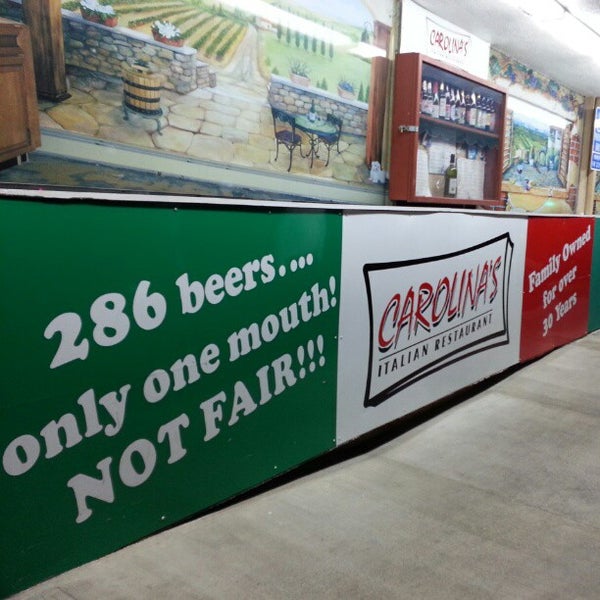 CAROLINA'S
286 beers....
only one mouth!
NOT FAIR!!!
CAROLINA'S
ITALIAN RESTAURANT
Family Owned
for over
30 Years